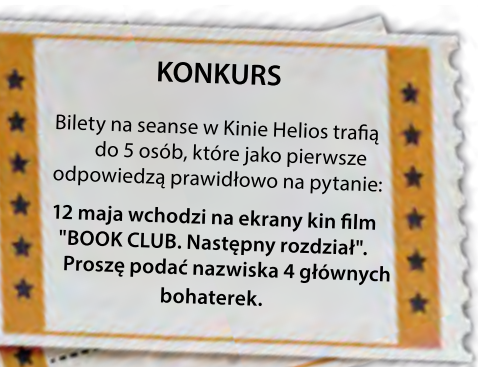 KONKURS
Bilety na seanse w Kinie Helios trafią
do 5 osób, które jako pierwsze
odpowiedzą prawidłowo na pytanie:
12 maja wchodzi na ekrany kin film
"BOOK CLUB. Następny rozdział".
Proszę podać nazwiska 4 głównych
bohaterek.